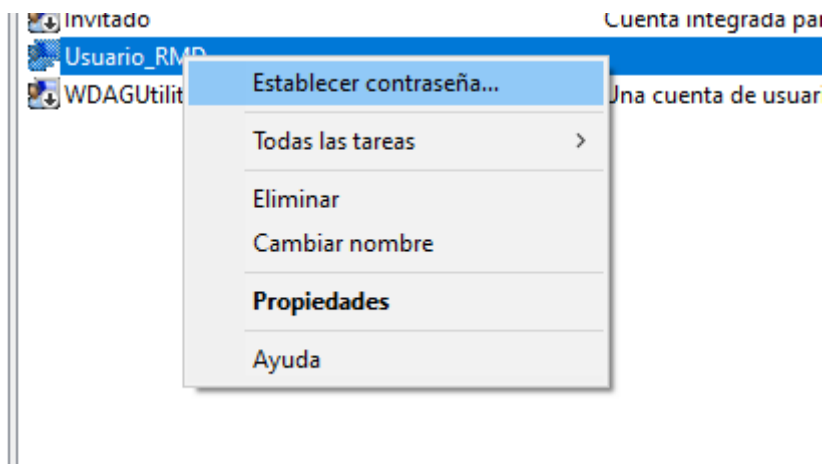 Invitado Cuenta integrada par
Usuario_RMD
WDAGUtilit Una cuenta de usuari
Establecer contraseña...
Todas las tareas
Eliminar
Cambiar nombre
Propiedades
Ayuda